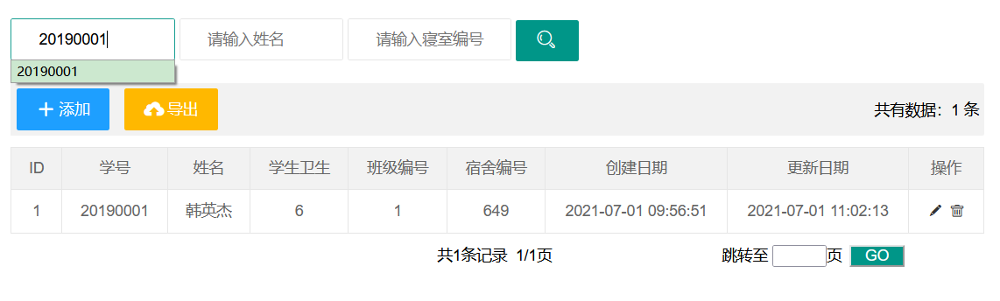 20190001 请输入姓名 请输入寝室编号
20190001
添加 导出 共有数据：1 条
ID 学号 姓名 学生卫生 班级编号 宿舍编号 创建日期 更新日期 操作
1 20190001 韩英杰 6 1 649 2021-07-01 09:56:51 2021-07-01 11:02:13
共1条记录 1/1页 跳转至 页 GO